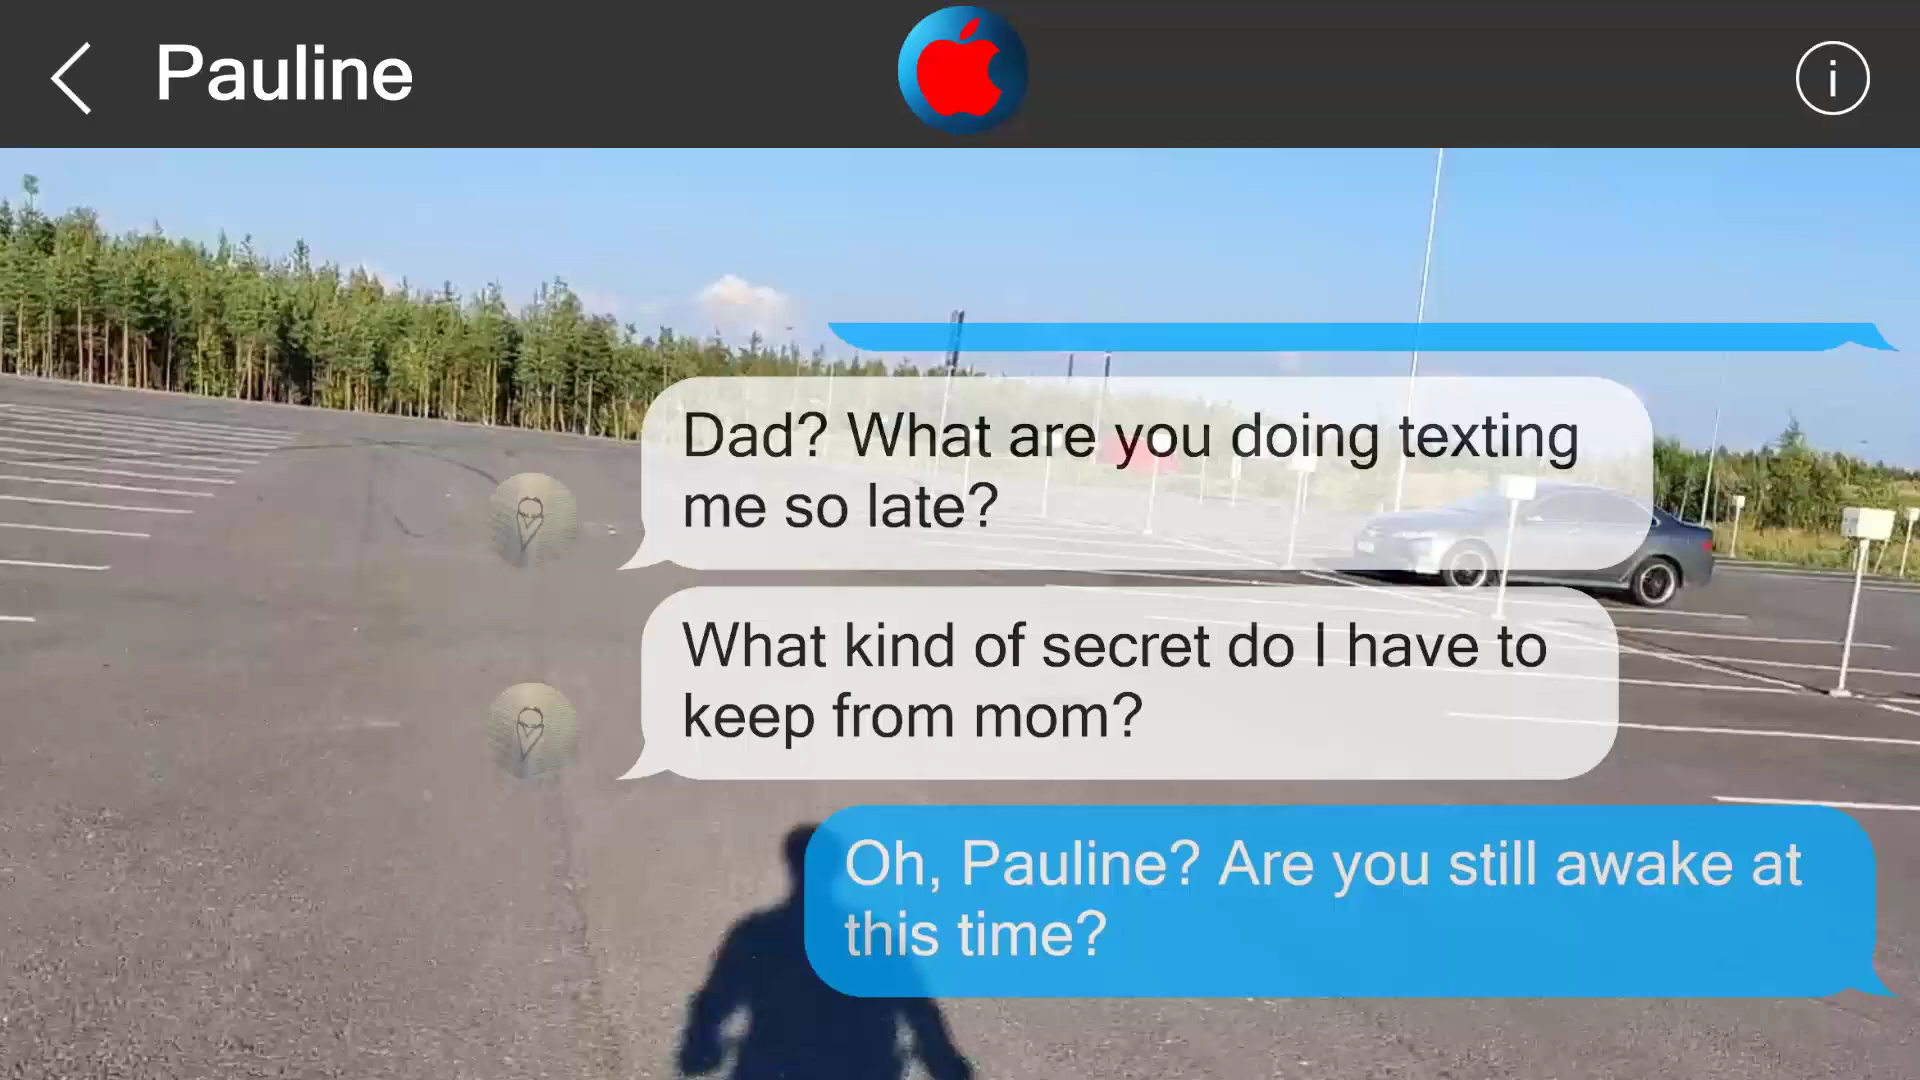 Pauline
Dad? What are you doing texting
me so late?
What kind of secret do I have to
keep from mom?
Oh, Pauline? Are you still awake at
this time?